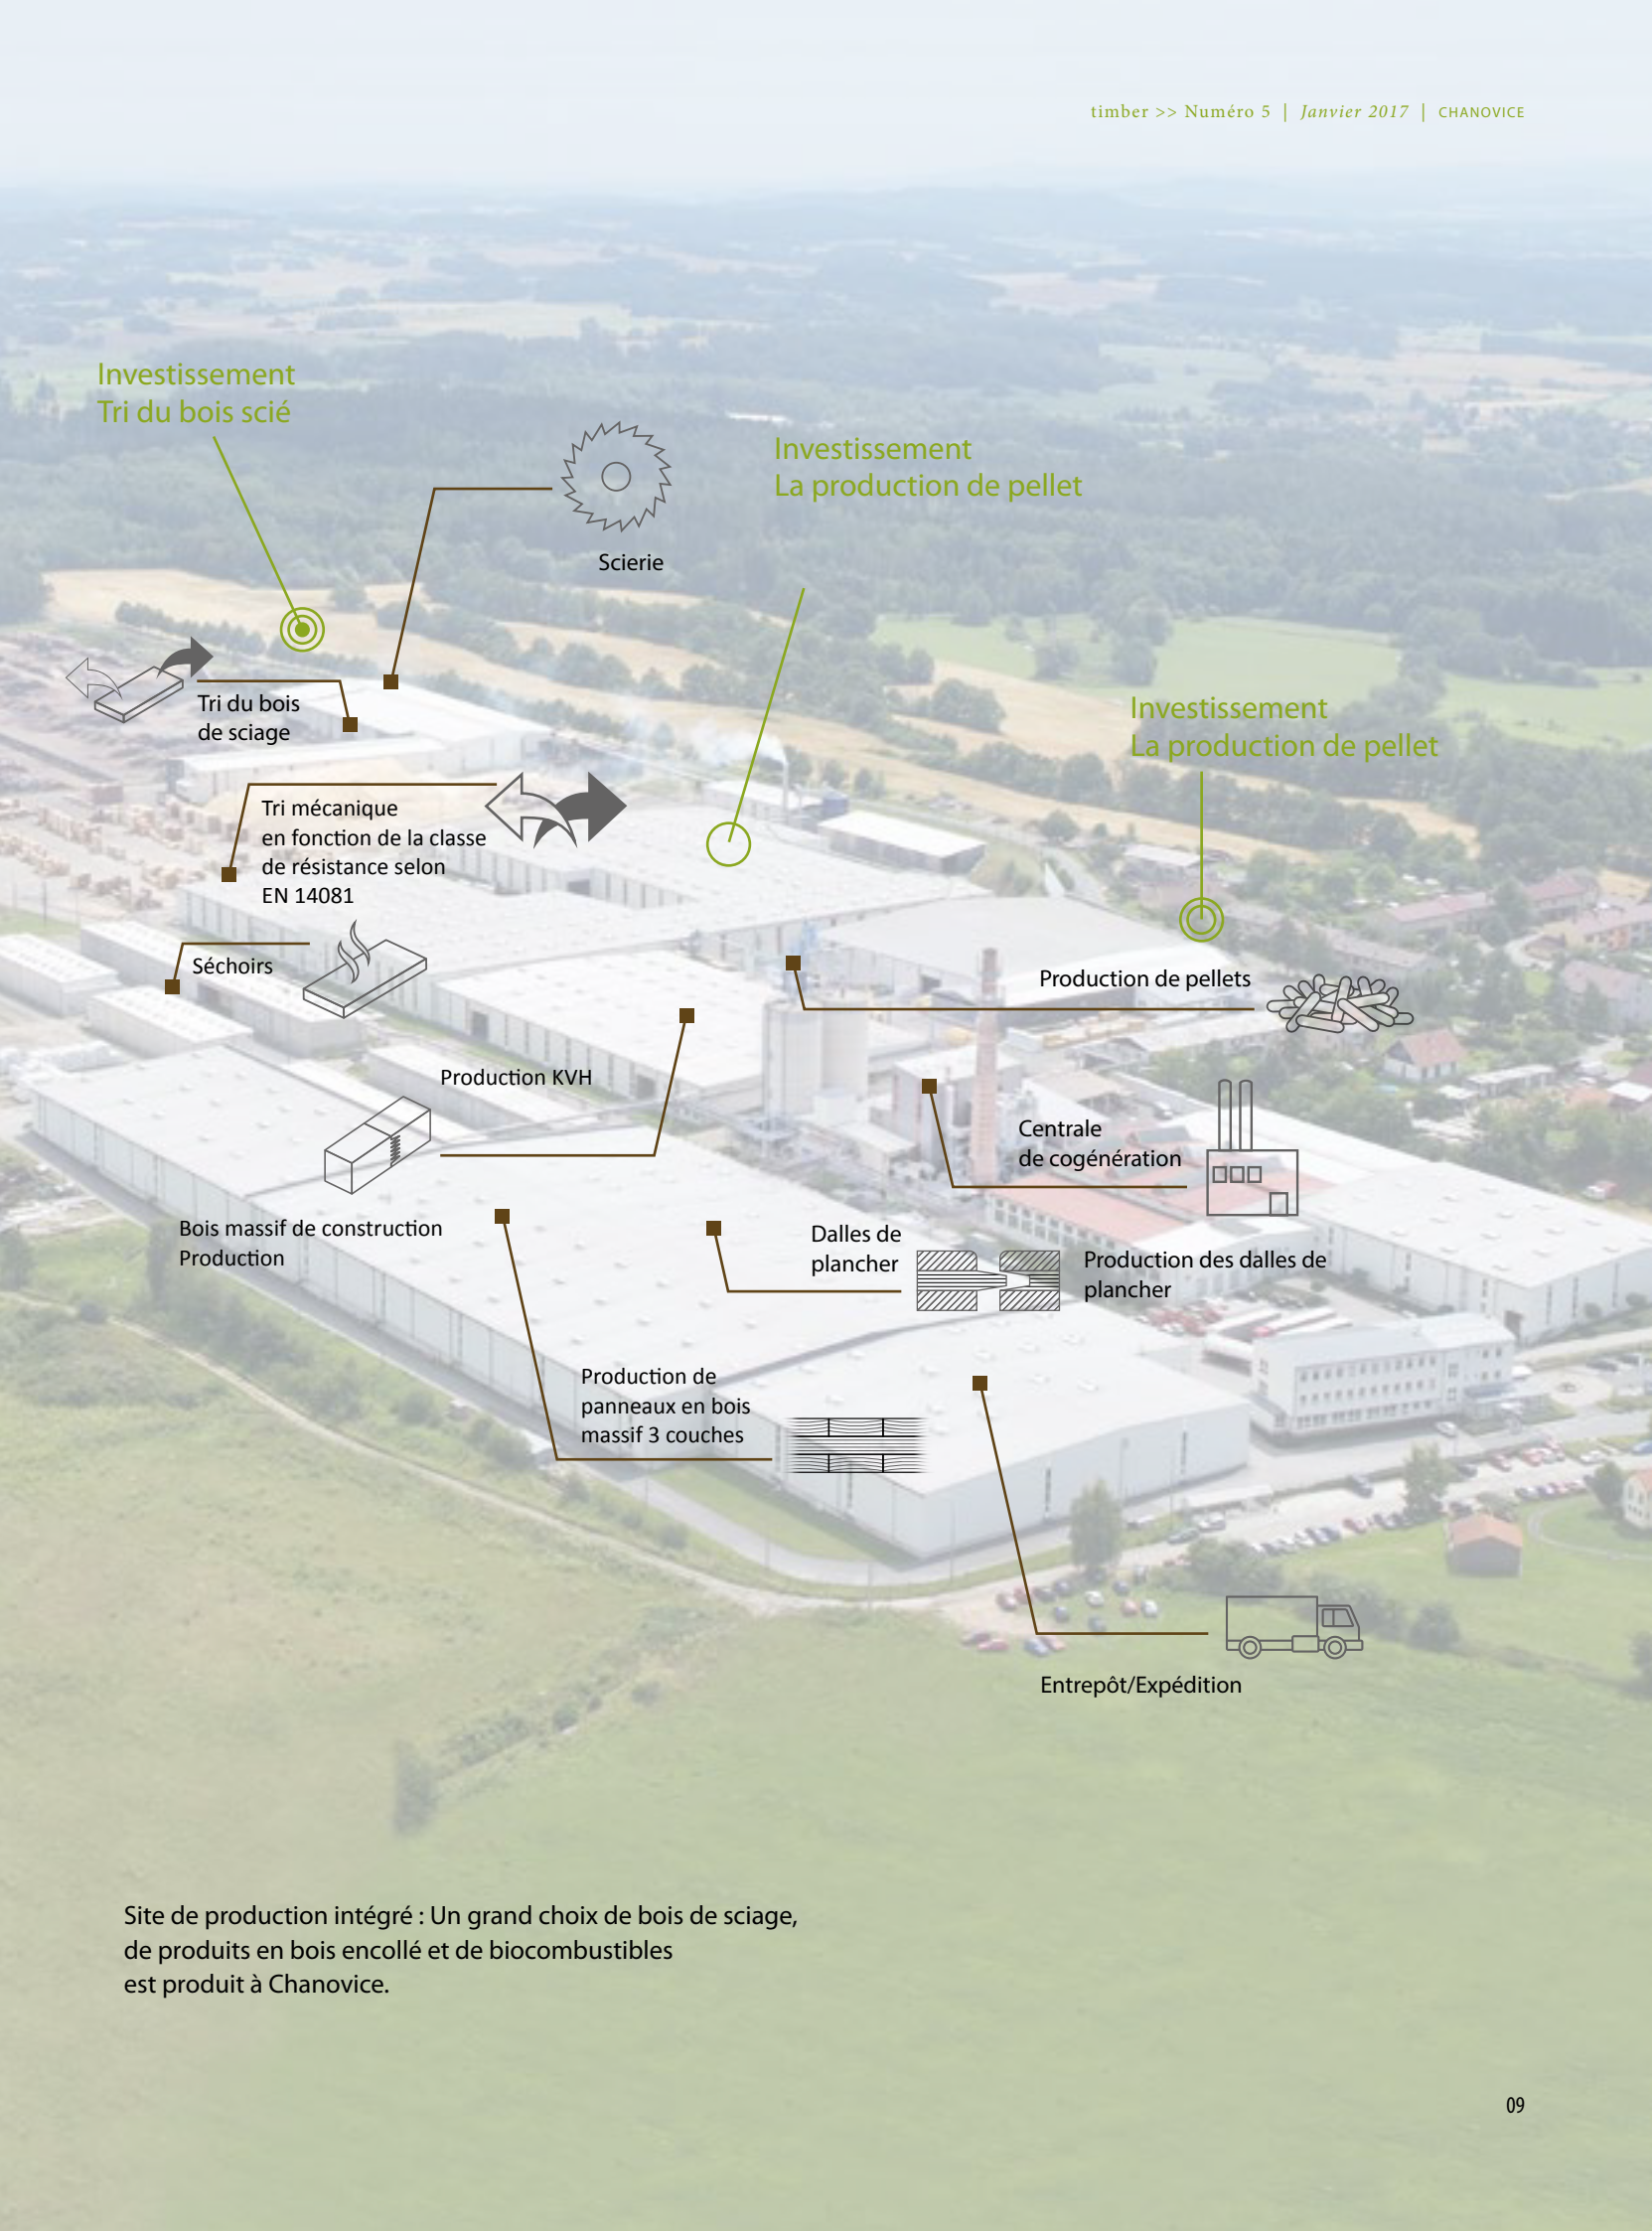 timber >> Numéro 5 | Janvier 2017 | CHANOVICE
Investissement
Tri du bois scié
Scierie
Investissement
La production de pellet
Tri du bois
de sciage
Investissement
La production de pellet
Tri mécanique
en fonction de la classe
de résistance selon
EN 14081
Séchoirs
Production de pellets
Production KVH
Centrale
de cogénération
Bois massif de construction
Production
Dalles de
plancher
Production des dalles de
plancher
Production de
panneaux en bois
massif 3 couches
Entrepôt/Expédition
Site de production intégré : Un grand choix de bois de sciage,
de produits en bois encollé et de biocombustibles
est produit à Chanovice.
09